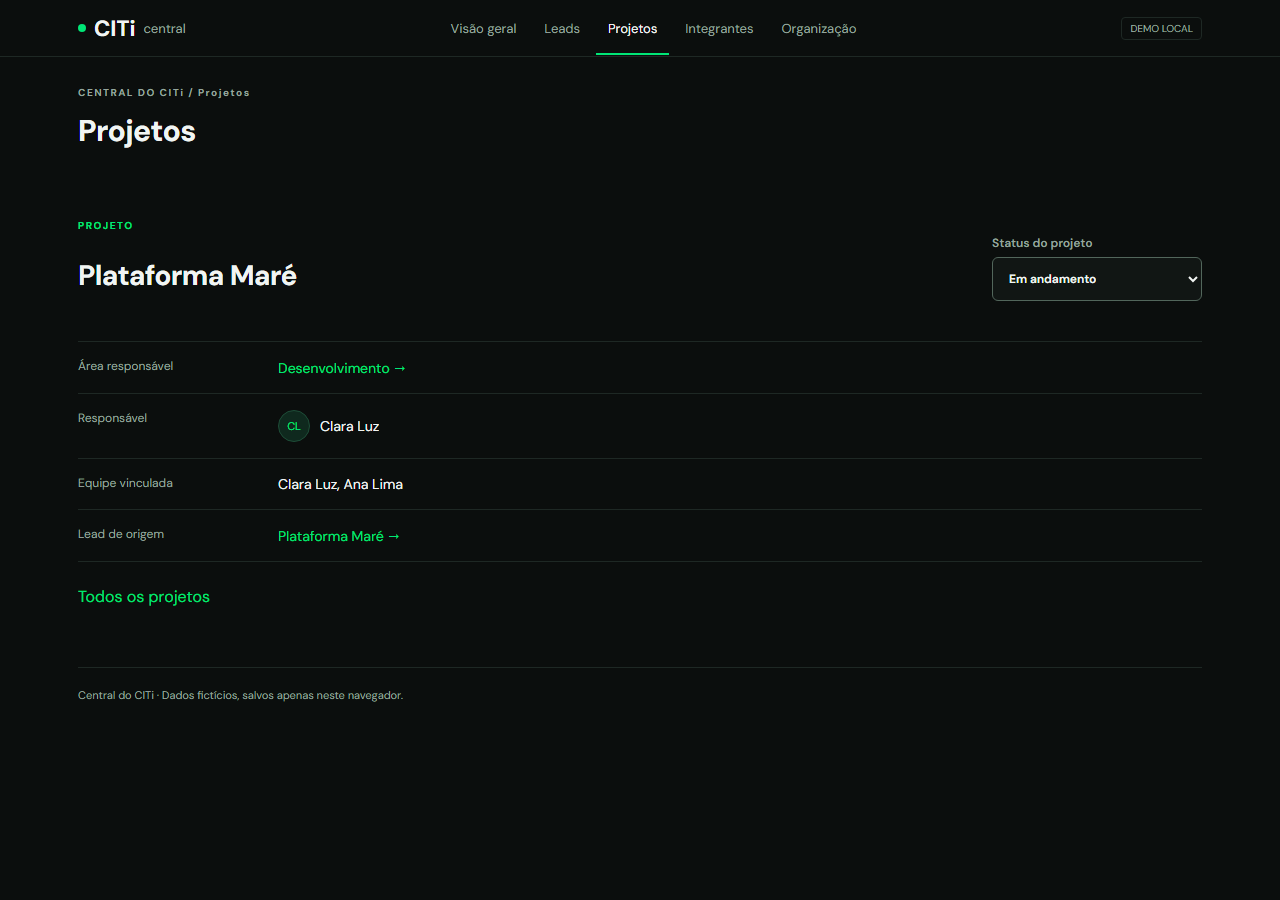 CITi central
Visão geral
Leads
Projetos
Integrantes
Organização
DEMO LOCAL
CENTRAL DO CITi / Projetos
Projetos
PROJETO
Plataforma Maré
Status do projeto
Em andamento
Área responsável
Desenvolvimento →
Responsável
CL Clara Luz
Equipe vinculada
Clara Luz, Ana Lima
Lead de origem
Plataforma Maré →
Todos os projetos
Central do CITi · Dados fictícios, salvos apenas neste navegador.